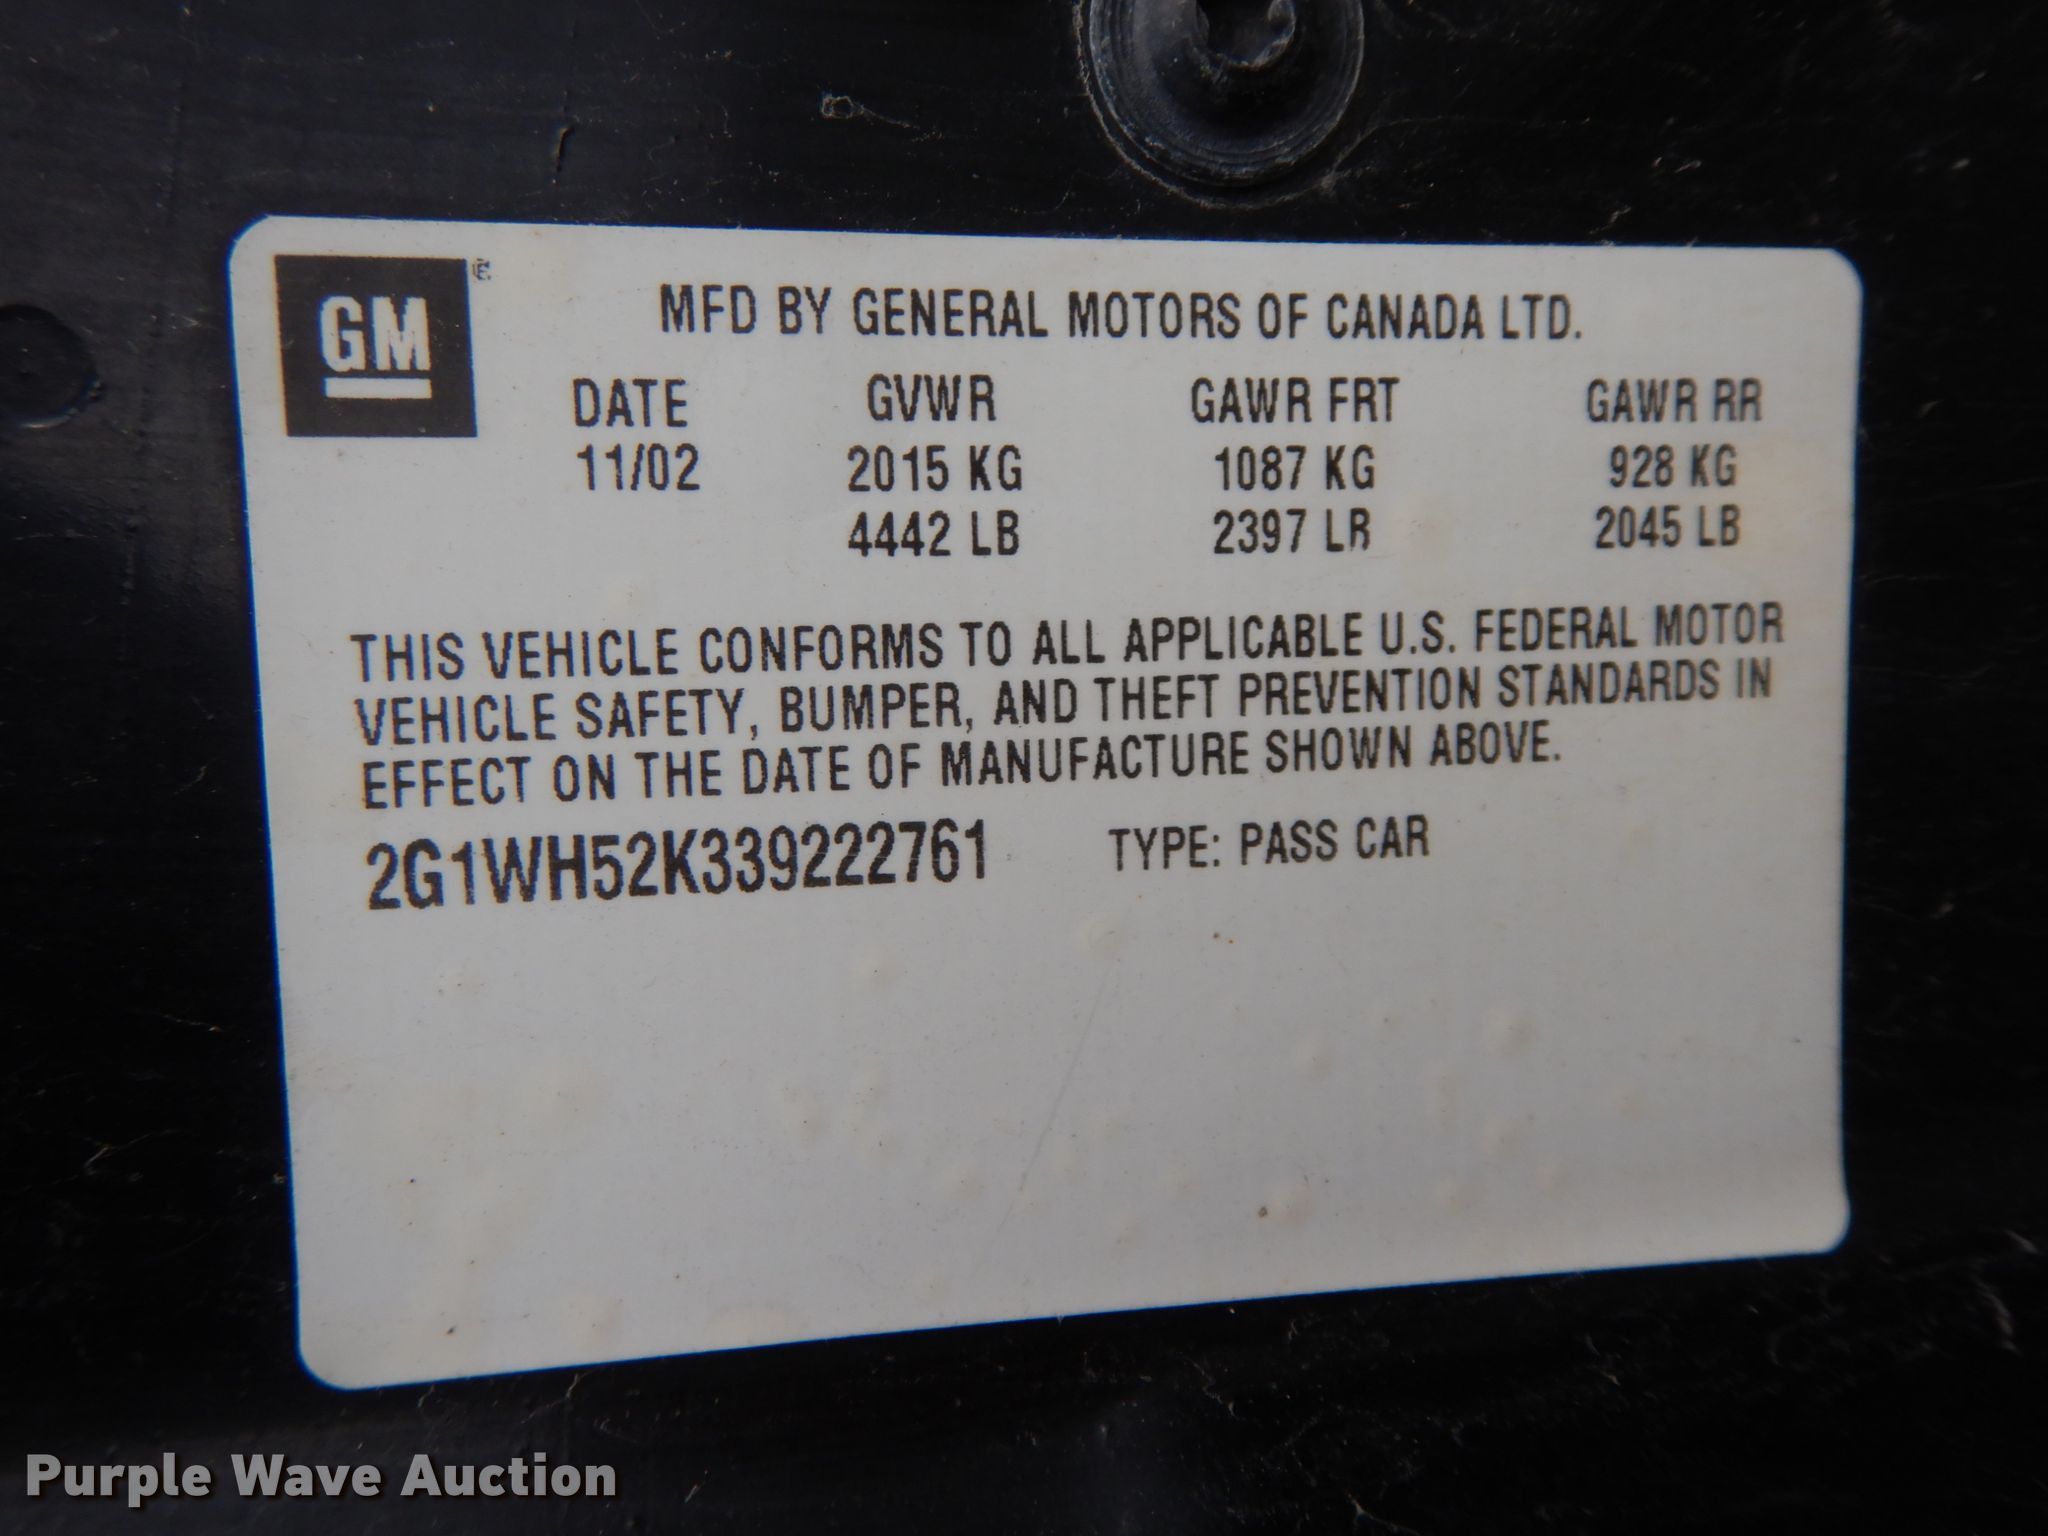 GM ®
MFD BY GENERAL MOTORS OF CANADA LTD.
DATE GVWR GAWR FRT GAWR RR
11/02 2015 KG 1087 KG 928 KG
4442 LB 2397 LB 2045 LB
THIS VEHICLE CONFORMS TO ALL APPLICABLE U.S. FEDERAL MOTOR
VEHICLE SAFETY, BUMPER, AND THEFT PREVENTION STANDARDS IN
EFFECT ON THE DATE OF MANUFACTURE SHOWN ABOVE.
2G1WH52K339222761 TYPE: PASS CAR
Purple Wave Auction